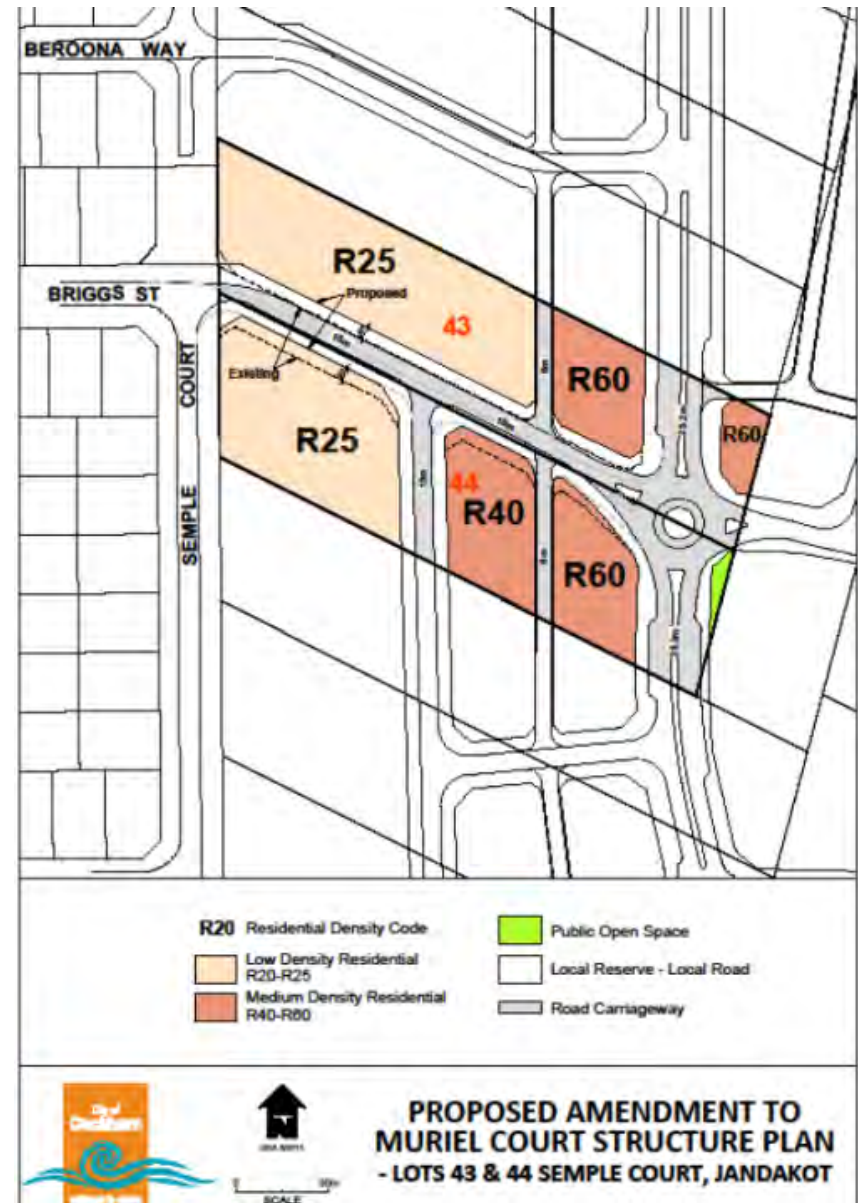 BEROONA WAY
R25
BRIGGS ST
Proposed
43
Existing
COURT
R60
R60
R25
44
R40
SEMPLE
R60
R20 Residential Density Code
Low Density Residential
R20-R25
Medium Density Residential
R40-R60
Public Open Space
Local Reserve - Local Road
Road Carriageway
City of
PROPOSED AMENDMENT TO
MURIEL COURT STRUCTURE PLAN
- LOTS 43 & 44 SEMPLE COURT, JANDAKOT
SCALE